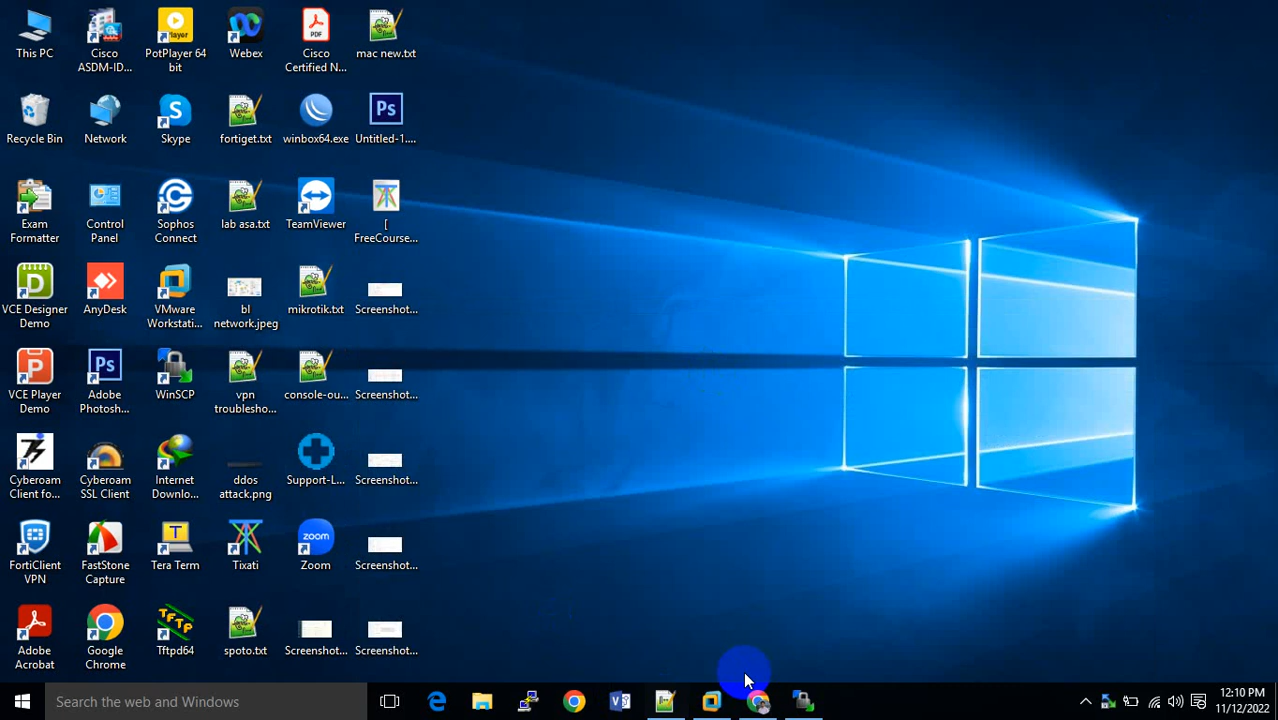 This PC
Cisco
ASDM-ID...
PotPlayer 64
bit
Webex
Cisco
Certified N...
mac new.txt
Recycle Bin
Network
Skype
fortiget.txt
winbox64.exe
Untitled-1....
Exam
Formatter
Control
Panel
Sophos
Connect
lab asa.txt
TeamViewer
[
FreeCourse...
VCE Designer
Demo
AnyDesk
VMware
Workstati...
bl
network.jpeg
mikrotik.txt
Screenshot...
VCE Player
Demo
Adobe
Photosh...
WinSCP
vpn
troublesho...
console-ou...
Screenshot...
Cyberoam
Client fo...
Cyberoam
SSL Client
Internet
Downlo...
ddos
attack.png
Support-L...
Screenshot...
FortiClient
VPN
FastStone
Capture
Tera Term
Tixati
Zoom
Screenshot...
Adobe
Acrobat
Google
Chrome
Tftpd64
spoto.txt
Screenshot...
Screenshot...
Search the web and Windows
12:10 PM
11/12/2022